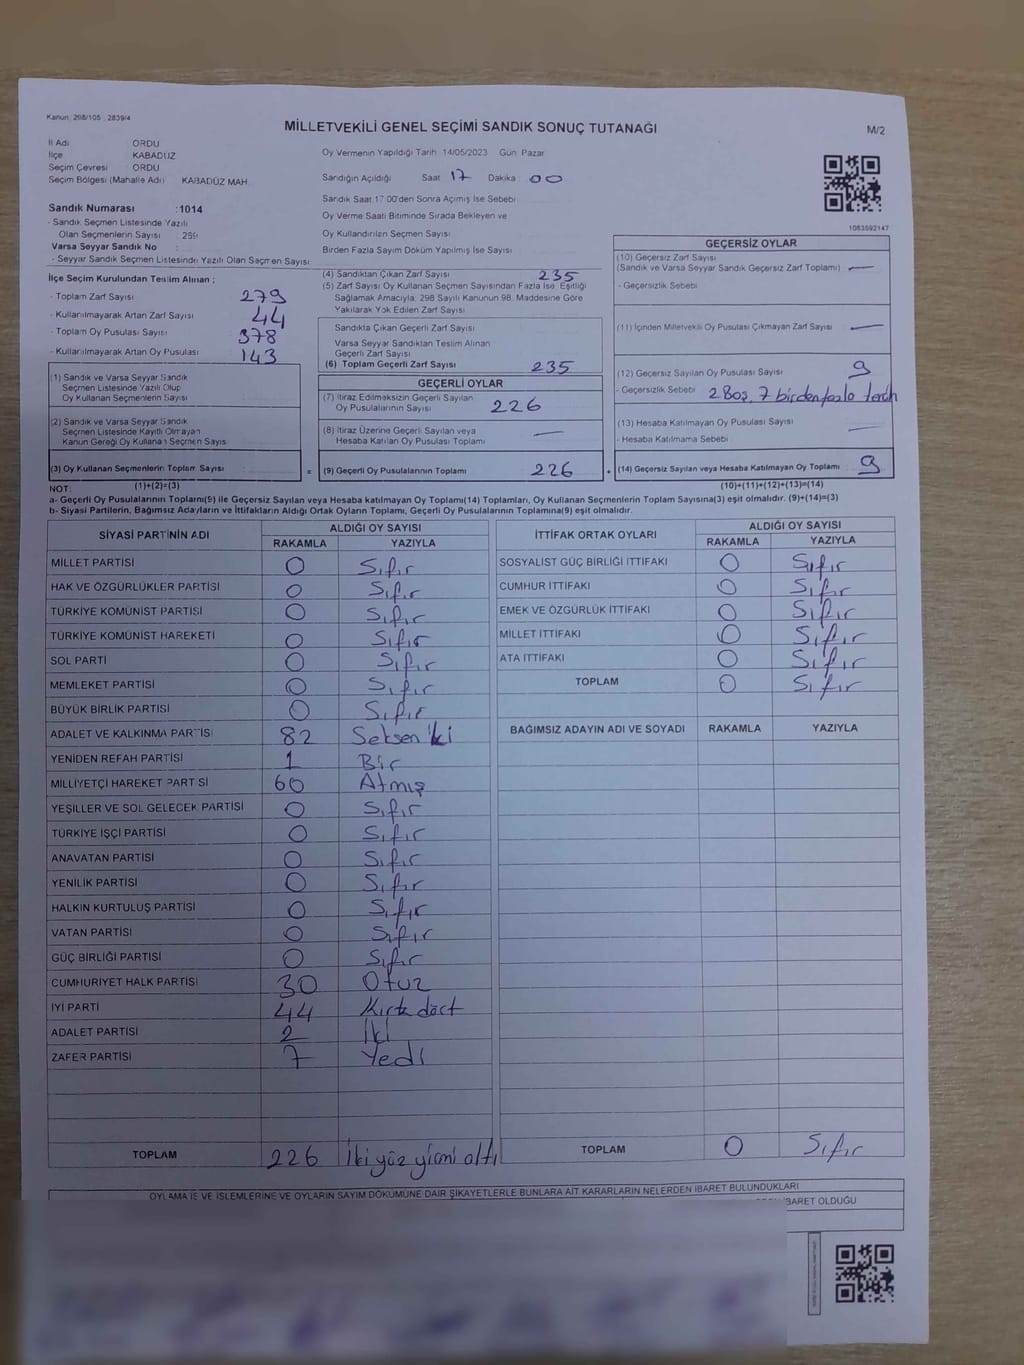 Kanun: 298/105 , 2839/4
MİLLETVEKİLİ GENEL SEÇİMİ SANDIK SONUÇ TUTANAĞI
M/2
İl Adı ORDU
İlçe KABADÜZ
Seçim Çevresi ORDU
Seçim Bölgesi (Mahalle Adı) KABADÜZ MAH.
Oy Vermenin Yapıldığı Tarih: 14/05/2023 Gün: Pazar
Sandığın Açıldığı Saat 17 Dakika 00
Sandık Saat 17:00'den Sonra Açılmış İse Sebebi
Oy Verme Saati Bitiminde Sırada Bekleyen ve
Oy Kullandırılan Seçmen Sayısı
Birden Fazla Sayım Döküm Yapılmış İse Sayısı
1083592147
Sandık Numarası :1014
- Sandık Seçmen Listesinde Yazılı
Olan Seçmenlerin Sayısı 259
Varsa Seyyar Sandık No
- Seyyar Sandık Seçmen Listesinde Yazılı Olan Seçmen Sayısı
İlçe Seçim Kurulundan Teslim Alınan ;
- Toplam Zarf Sayısı 279
- Kullanılmayarak Artan Zarf Sayısı 44
- Toplam Oy Pusulası Sayısı 378
- Kullanılmayarak Artan Oy Pusulası 143
(1) Sandık ve Varsa Seyyar Sandık
Seçmen Listesinde Yazılı Olup
Oy Kullanan Seçmenlerin Sayısı
(2) Sandık ve Varsa Seyyar Sandık
Seçmen Listesinde Kayıtlı Olmayan
Kanun Gereği Oy Kullanan Seçmen Sayısı
(3) Oy Kullanan Seçmenlerin Toplam Sayısı
=
(4) Sandıktan Çıkan Zarf Sayısı 235
(5) Zarf Sayısı Oy Kullanan Seçmen Sayısından Fazla İse, Eşitliği
Sağlamak Amacıyla, 298 Sayılı Kanunun 98. Maddesine Göre
Yakılarak Yok Edilen Zarf Sayısı
Sandıkta Çıkan Geçerli Zarf Sayısı
Varsa Seyyar Sandıktan Teslim Alınan
Geçerli Zarf Sayısı
(6) Toplam Geçerli Zarf Sayısı 235
GEÇERLİ OYLAR
(7) İtiraz Edilmeksizin Geçerli Sayılan
Oy Pusulalarının Sayısı 226
(8) İtiraz Üzerine Geçerli Sayılan veya
Hesaba Katılan Oy Pusulası Toplamı —
(9) Geçerli Oy Pusulalarının Toplamı 226
+
GEÇERSİZ OYLAR
(10) Geçersiz Zarf Sayısı
(Sandık ve Varsa Seyyar Sandık Geçersiz Zarf Toplamı) —
- Geçersizlik Sebebi
(11) İçinden Milletvekili Oy Pusulası Çıkmayan Zarf Sayısı —
(12) Geçersiz Sayılan Oy Pusulası Sayısı 9
- Geçersizlik Sebebi 2 Boş, 7 birden fazla tercih
(13) Hesaba Katılmayan Oy Pusulası Sayısı —
- Hesaba Katılmama Sebebi
(14) Geçersiz Sayılan veya Hesaba Katılmayan Oy Toplamı 9
NOT: (1)+(2)=(3) (10)+(11)+(12)+(13)=(14)
a- Geçerli Oy Pusulalarının Toplamı(9) ile Geçersiz Sayılan veya Hesaba katılmayan Oy Toplamı(14) Toplamları, Oy Kullanan Seçmenlerin Toplam Sayısına(3) eşit olmalıdır. (9)+(14)=(3)
b- Siyasi Partilerin, Bağımsız Adayların ve İttifakların Aldığı Ortak Oyların Toplamı, Geçerli Oy Pusulalarının Toplamına(9) eşit olmalıdır.
SİYASİ PARTİNİN ADI ALDIĞI OY SAYISI
RAKAMLA YAZIYLA
MİLLET PARTİSİ 0 Sıfır
HAK VE ÖZGÜRLÜKLER PARTİSİ 0 Sıfır
TÜRKİYE KOMÜNİST PARTİSİ 0 Sıfır
TÜRKİYE KOMÜNİST HAREKETİ 0 Sıfır
SOL PARTİ 0 Sıfır
MEMLEKET PARTİSİ 0 Sıfır
BÜYÜK BİRLİK PARTİSİ 0 Sıfır
ADALET VE KALKINMA PARTİSİ 82 Seksen iki
YENİDEN REFAH PARTİSİ 1 Bir
MİLLİYETÇİ HAREKET PARTİSİ 60 Atmış
YEŞİLLER VE SOL GELECEK PARTİSİ 0 Sıfır
TÜRKİYE İŞÇİ PARTİSİ 0 Sıfır
ANAVATAN PARTİSİ 0 Sıfır
YENİLİK PARTİSİ 0 Sıfır
HALKIN KURTULUŞ PARTİSİ 0 Sıfır
VATAN PARTİSİ 0 Sıfır
GÜÇ BİRLİĞİ PARTİSİ 0 Sıfır
CUMHURİYET HALK PARTİSİ 30 Otuz
İYİ PARTİ 44 Kırk dört
ADALET PARTİSİ 2 İki
ZAFER PARTİSİ 7 Yedi
TOPLAM 226 İki yüz yirmi altı
İTTİFAK ORTAK OYLARI ALDIĞI OY SAYISI
RAKAMLA YAZIYLA
SOSYALİST GÜÇ BİRLİĞİ İTTİFAKI 0 Sıfır
CUMHUR İTTİFAKI 0 Sıfır
EMEK VE ÖZGÜRLÜK İTTİFAKI 0 Sıfır
MİLLET İTTİFAKI 0 Sıfır
ATA İTTİFAKI 0 Sıfır
TOPLAM 0 Sıfır
BAĞIMSIZ ADAYIN ADI VE SOYADI RAKAMLA YAZIYLA
TOPLAM 0 Sıfır
OYLAMA İŞ VE İŞLEMLERİNE VE OYLARIN SAYIM DÖKÜMÜNE DAİR ŞİKAYETLERLE BUNLARA AİT KARARLARIN NELERDEN İBARET BULUNDUKLARI
İBARET OLDUĞU